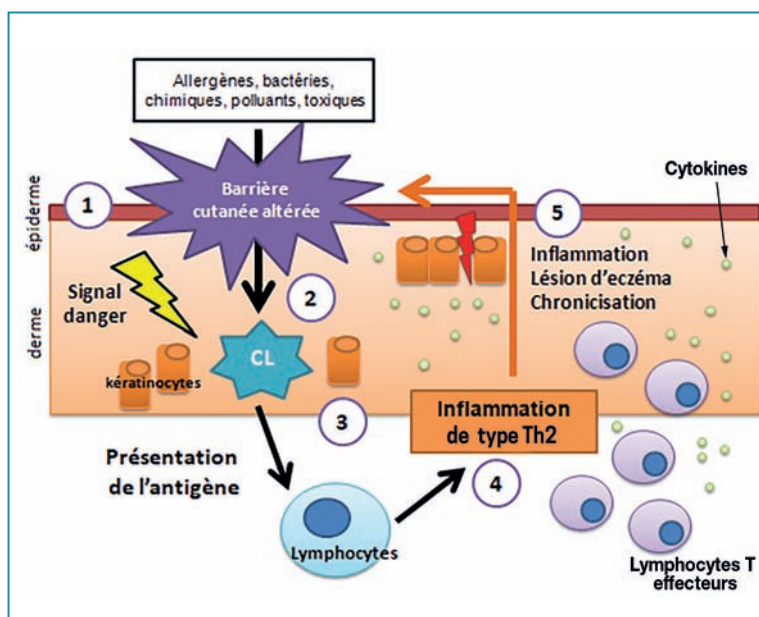 Allergènes, bactéries,
chimiques, polluants, toxiques
Barrière
cutanée altérée
1
épiderme
derme
Signal
danger
2
CL
kératinocytes
3
Présentation
de l'antigène
Lymphocytes
4
Inflammation
de type Th2
5
Inflammation
Lésion d'eczéma
Chronicisation
Cytokines
Lymphocytes T
effecteurs